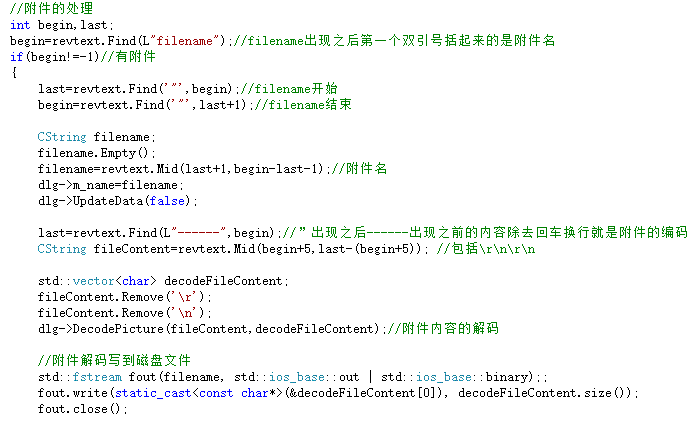 //附件的处理
int begin,last;
begin=revtext.Find(L"filename");//filename出现之后第一个双引号括起来的是附件名
if(begin!=-1)//有附件
{
last=revtext.Find('"',begin);//filename开始
begin=revtext.Find('"',last+1);//filename结束
CString filename;
filename.Empty();
filename=revtext.Mid(last+1,begin-last-1);//附件名
dlg->m_name=filename;
dlg->UpdateData(false);
last=revtext.Find(L"------",begin);//”出现之后------出现之前的内容除去回车换行就是附件的编码
CString fileContent=revtext.Mid(begin+5,last-(begin+5)); //包括\r\n\r\n
std::vector<char> decodeFileContent;
fileContent.Remove('\r');
fileContent.Remove('\n');
dlg->DecodePicture(fileContent,decodeFileContent);//附件内容的解码
//附件解码写到磁盘文件
std::fstream fout(filename, std::ios_base::out | std::ios_base::binary);;
fout.write(static_cast<const char*>(&decodeFileContent[0]), decodeFileContent.size());
fout.close();